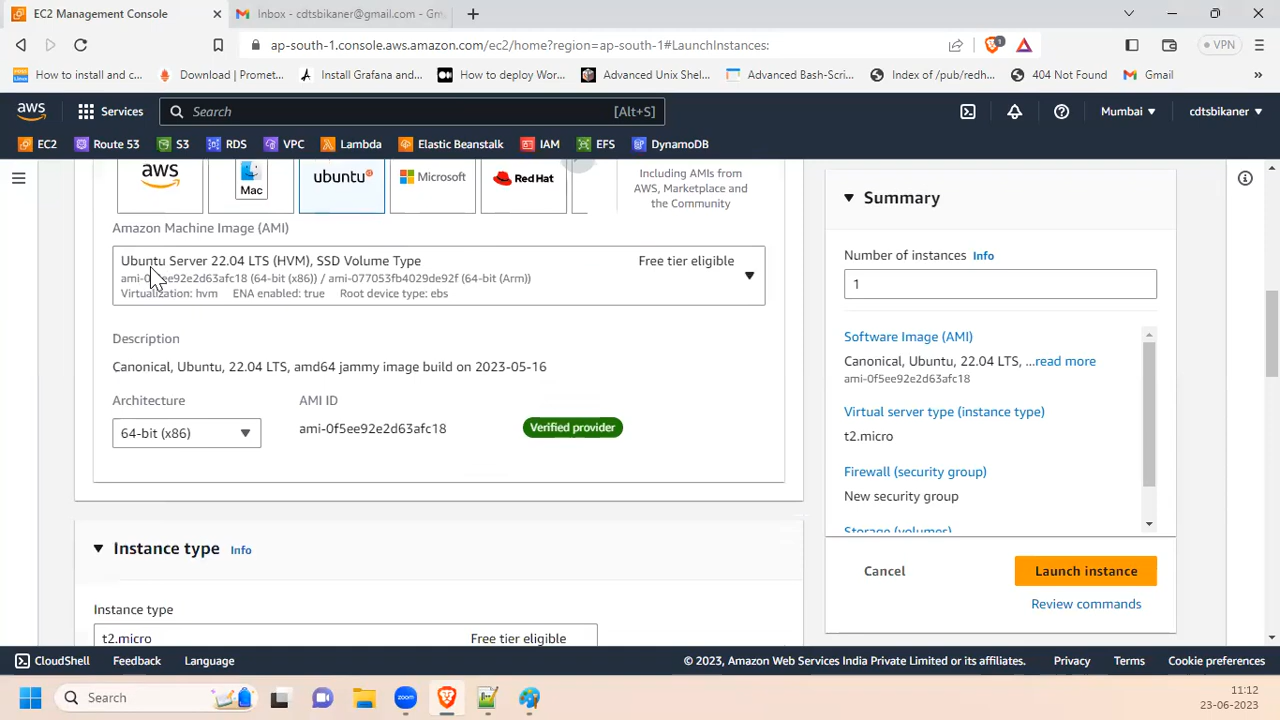 EC2 Management Console
Inbox - cdtsbikaner@gmail.com - Gm
ap-south-1.console.aws.amazon.com/ec2/home?region=ap-south-1#LaunchInstances:
1
VPN
How to install and c...
Download | Promet...
Install Grafana and...
How to deploy Wor...
Advanced Unix Shel...
Advanced Bash-Scri...
Index of /pub/redh...
404 Not Found
Gmail
aws
Services
Search
[Alt+S]
Mumbai
cdtsbikaner
EC2
Route 53
S3
RDS
VPC
Lambda
Elastic Beanstalk
IAM
EFS
DynamoDB
aws
Mac
ubuntu
Microsoft
Red Hat
Including AMIs from
AWS, Marketplace and
the Community
Amazon Machine Image (AMI)
Ubuntu Server 22.04 LTS (HVM), SSD Volume Type
Free tier eligible
ami-0f5ee92e2d63afc18 (64-bit (x86)) / ami-077053fb4029de92f (64-bit (Arm))
Virtualization: hvm ENA enabled: true Root device type: ebs
Description
Canonical, Ubuntu, 22.04 LTS, amd64 jammy image build on 2023-05-16
Architecture
AMI ID
64-bit (x86)
ami-0f5ee92e2d63afc18
Verified provider
Instance type Info
Instance type
t2.micro
Free tier eligible
Summary
Number of instances Info
1
Software Image (AMI)
Canonical, Ubuntu, 22.04 LTS, ...read more
ami-0f5ee92e2d63afc18
Virtual server type (instance type)
t2.micro
Firewall (security group)
New security group
Storage (volumes)
Cancel
Launch instance
Review commands
CloudShell
Feedback
Language
© 2023, Amazon Web Services India Private Limited or its affiliates.
Privacy
Terms
Cookie preferences
Search
11:12
23-06-2023